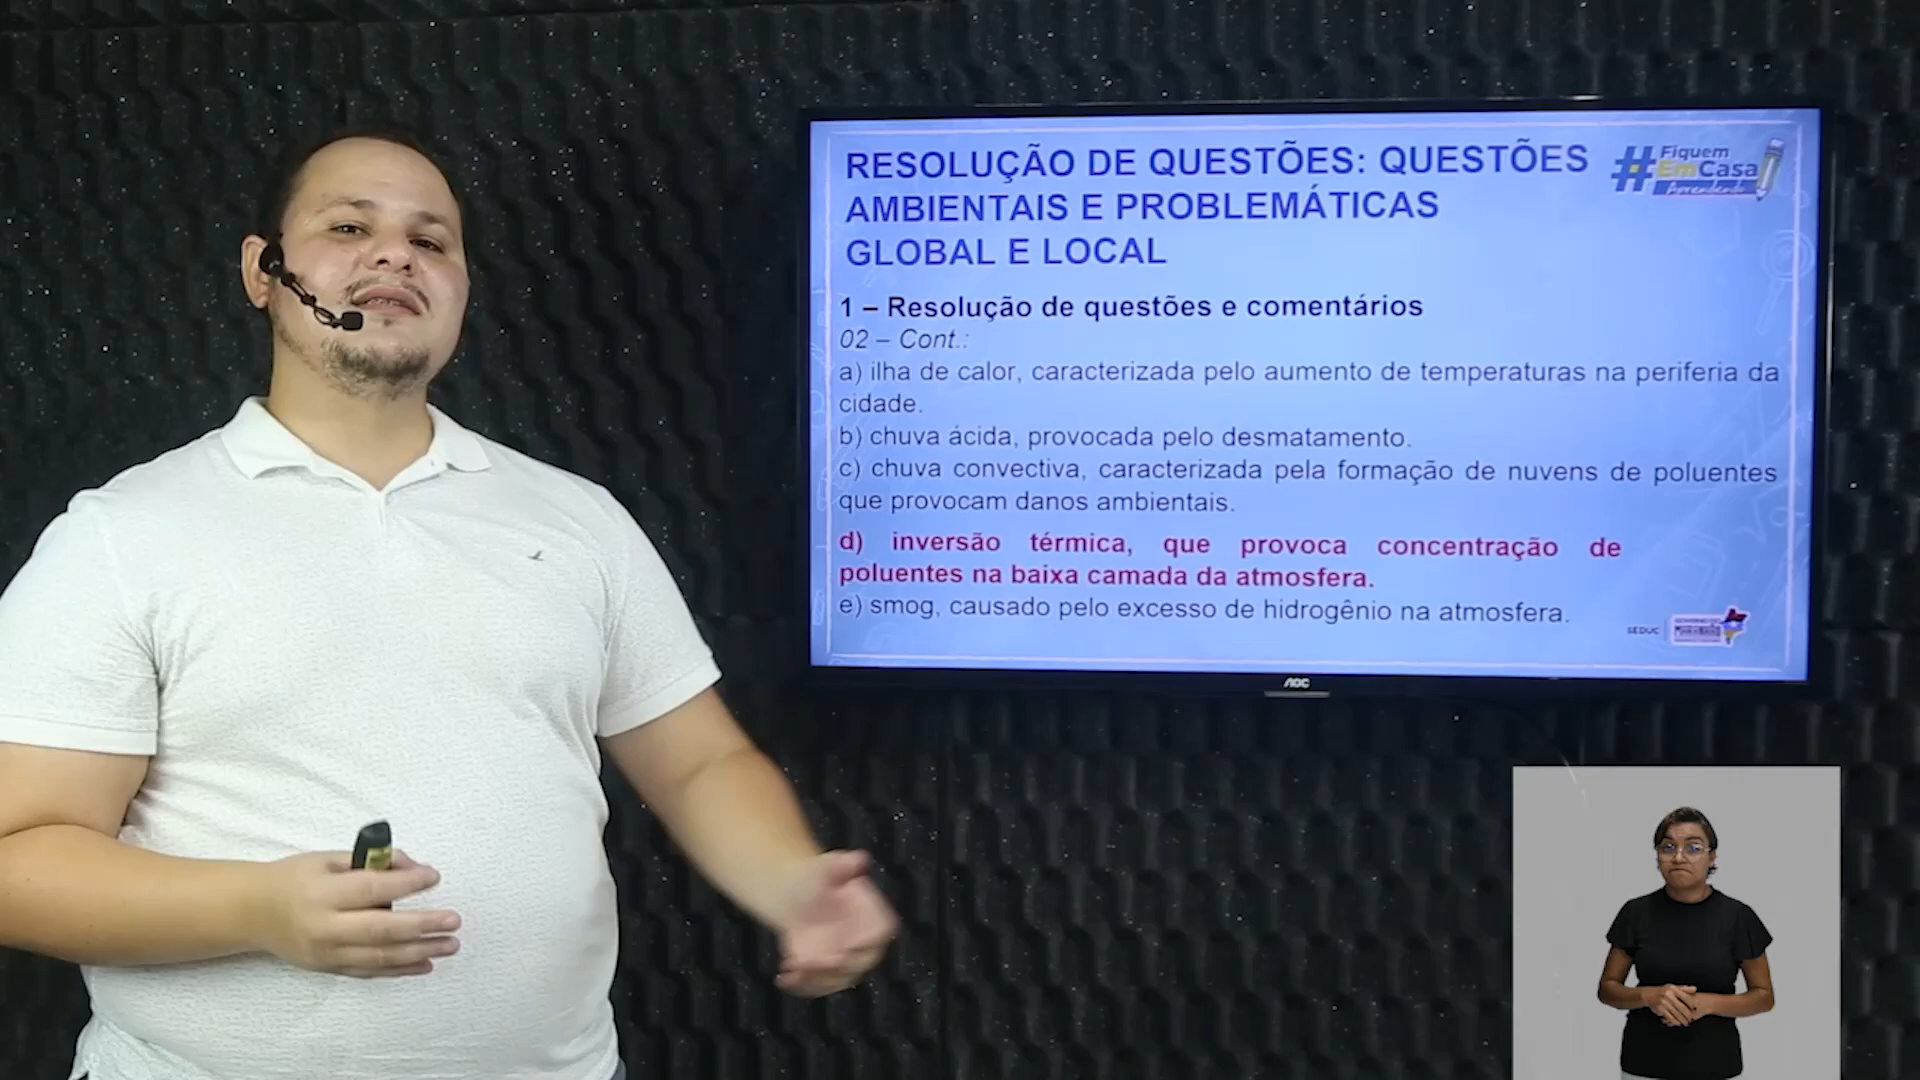 RESOLUÇÃO DE QUESTÕES: QUESTÕES
AMBIENTAIS E PROBLEMÁTICAS
GLOBAL E LOCAL
#Fiquem
EmCasa
Aprendendo
1 – Resolução de questões e comentários
02 – Cont.:
a) ilha de calor, caracterizada pelo aumento de temperaturas na periferia da
cidade.
b) chuva ácida, provocada pelo desmatamento.
c) chuva convectiva, caracterizada pela formação de nuvens de poluentes
que provocam danos ambientais.
d) inversão térmica, que provoca concentração de
poluentes na baixa camada da atmosfera.
e) smog, causado pelo excesso de hidrogênio na atmosfera.
SEDUC
GOVERNO DO
AOC